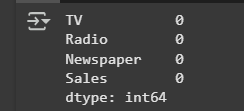 TV 0
Radio 0
Newspaper 0
Sales 0
dtype: int64